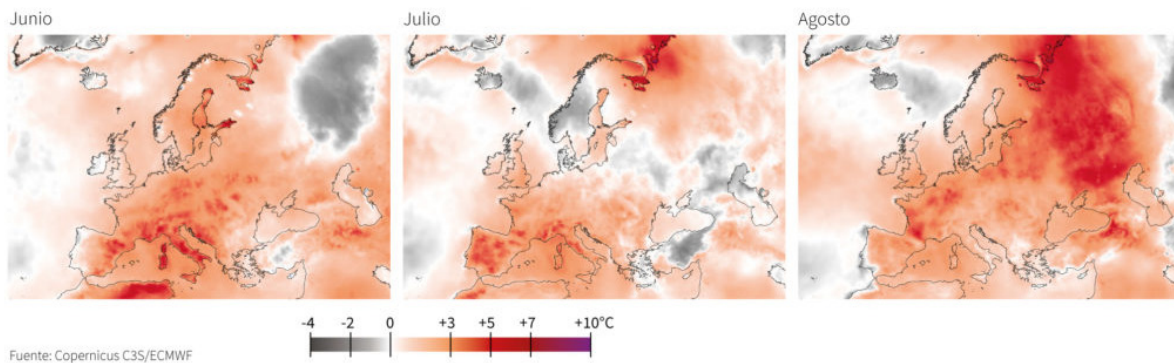 Junio
Julio
Agosto
-4 -2 0 +3 +5 +7 +10°C
Fuente: Copernicus C3S/ECMWF